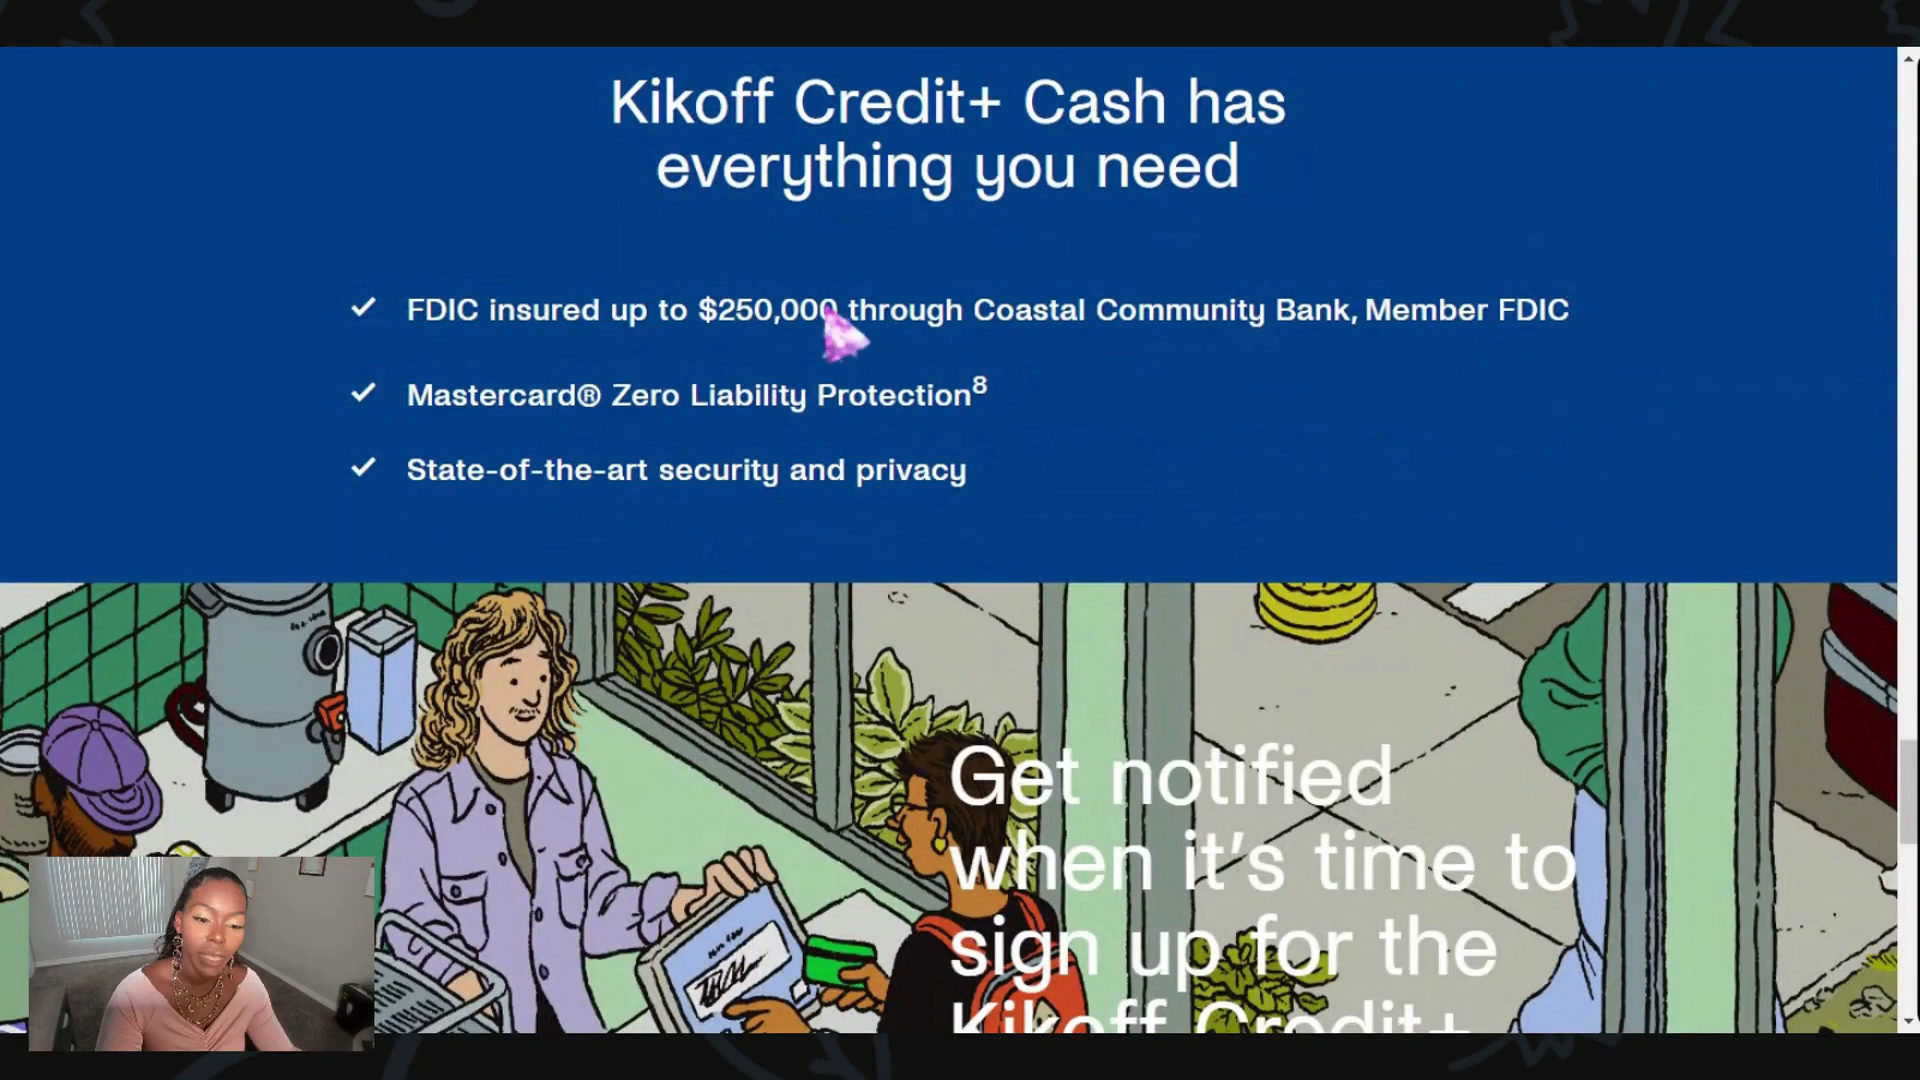 Kikoff Credit+ Cash has
everything you need
FDIC insured up to $250,000 through Coastal Community Bank, Member FDIC
Mastercard® Zero Liability Protection8
State-of-the-art security and privacy
Get notified
when it's time to
sign up for the
Kikoff Credit+